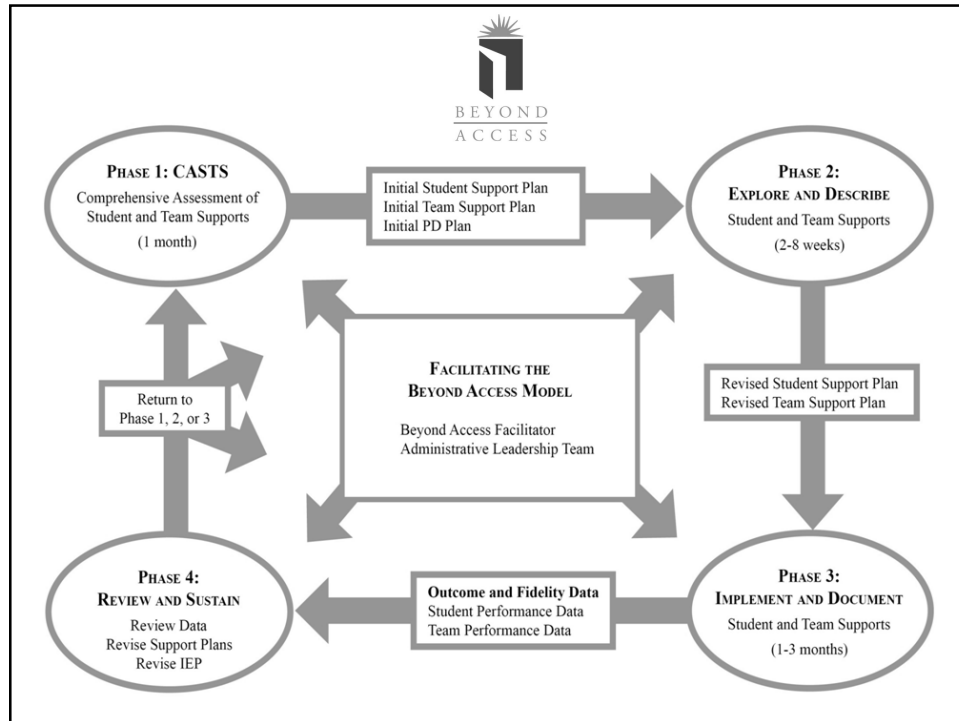 BEYOND
ACCESS
PHASE 1: CASTS
Comprehensive Assessment of
Student and Team Supports
(1 month)
Initial Student Support Plan
Initial Team Support Plan
Initial PD Plan
PHASE 2:
EXPLORE AND DESCRIBE
Student and Team Supports
(2-8 weeks)
FACILITATING THE
BEYOND ACCESS MODEL
Beyond Access Facilitator
Administrative Leadership Team
Return to
Phase 1, 2, or 3
Revised Student Support Plan
Revised Team Support Plan
PHASE 4:
REVIEW AND SUSTAIN
Review Data
Revise Support Plans
Revise IEP
Outcome and Fidelity Data
Student Performance Data
Team Performance Data
PHASE 3:
IMPLEMENT AND DOCUMENT
Student and Team Supports
(1-3 months)